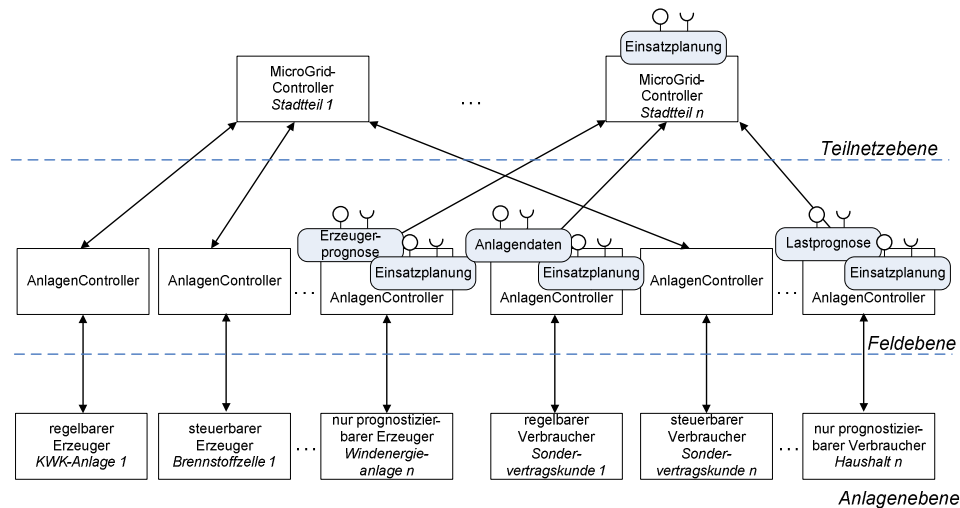 Einsatzplanung
MicroGrid-
Controller
Stadtteil 1
...
MicroGrid-
Controller
Stadtteil n
Teilnetzebene
Erzeuger-
prognose
Einsatzplanung
Anlagendaten
Einsatzplanung
Lastprognose
Einsatzplanung
AnlagenController
AnlagenController
...
AnlagenController
AnlagenController
AnlagenController
...
AnlagenController
Feldebene
regelbarer
Erzeuger
KWK-Anlage 1
steuerbarer
Erzeuger
Brennstoffzelle 1
...
nur prognostizier-
barer Erzeuger
Windenergie-
anlage n
regelbarer
Verbraucher
Sonder-
vertragskunde 1
steuerbarer
Verbraucher
Sonder-
vertragskunde n
...
nur prognostizier-
barer Verbraucher
Haushalt n
Anlagenebene